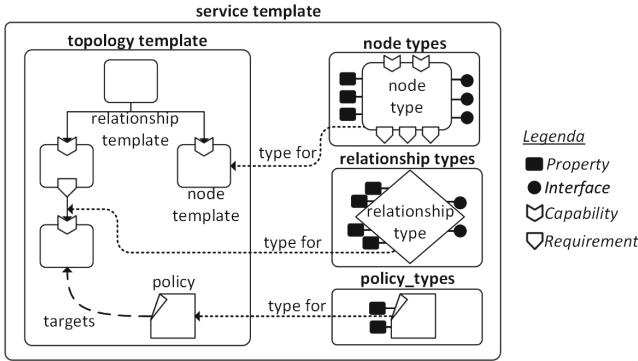 service template
topology template
relationship
template
node
template
policy
targets
type for
type for
type for
node types
node
type
relationship types
relationship
type
policy_types
Legenda
Property
Interface
Capability
Requirement